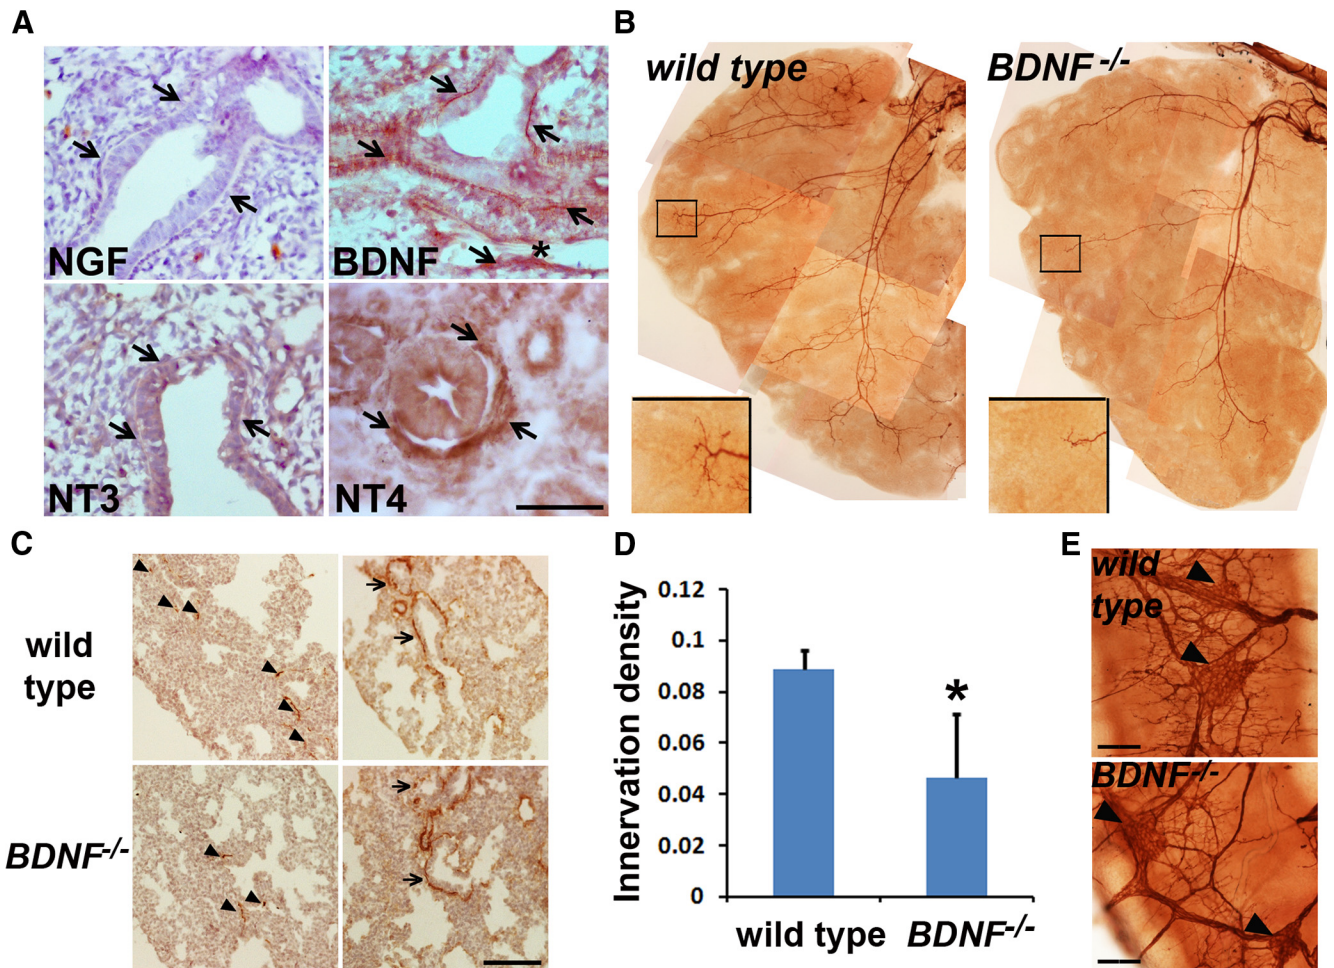 A
NGF
BDNF
*
NT3
NT4
B
wild type
BDNF-/-
C
wild
type
BDNF-/-
D
Innervation density
0.12
0.1
0.08
0.06
0.04
0.02
0
*
wild type
BDNF-/-
E
wild
type
BDNF-/-